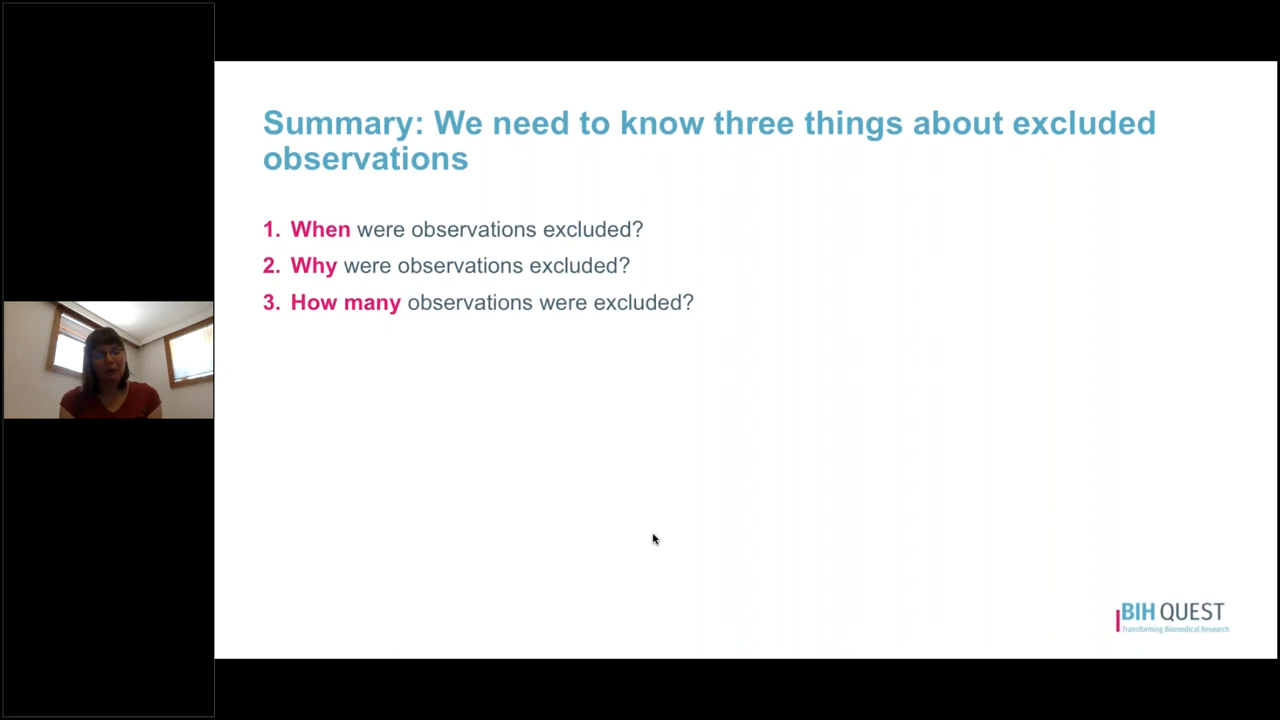 Summary: We need to know three things about excluded
observations
1. When were observations excluded?
2. Why were observations excluded?
3. How many observations were excluded?
BIH QUEST
Transforming Biomedical Research